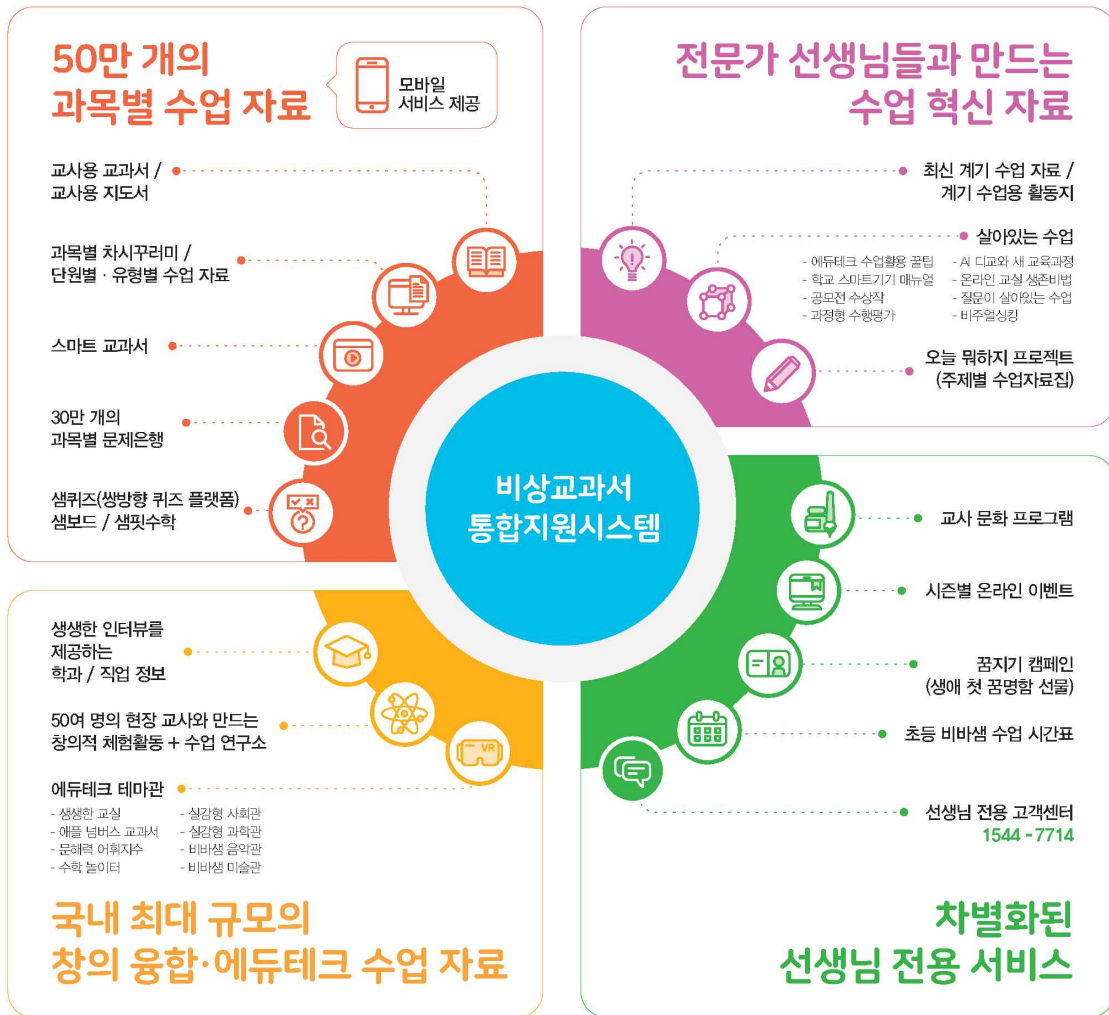 50만 개의
과목별 수업 자료
모바일
서비스 제공
교사용 교과서 /
교사용 지도서
과목별 차시꾸러미 /
단원별 · 유형별 수업 자료
스마트 교과서
30만 개의
과목별 문제은행
샘퀴즈(쌍방향 퀴즈 플랫폼)
샘보드 / 샘핏수학
전문가 선생님들과 만드는
수업 혁신 자료
최신 계기 수업 자료 /
계기 수업용 활동지
살아있는 수업
- 에듀테크 수업활용 꿀팁
- 학교 스마트기기 매뉴얼
- 공모전 수상작
- 과정형 수행평가
- AI 디교와 새 교육과정
- 온라인 교실 생존비법
- 질문이 살아있는 수업
- 비주얼씽킹
오늘 뭐하지 프로젝트
(주제별 수업자료집)
비상교과서
통합지원시스템
생생한 인터뷰를
제공하는
학과 / 직업 정보
50여 명의 현장 교사와 만드는
창의적 체험활동 + 수업 연구소
에듀테크 테마관
- 생생한 교실
- 애플 넘버스 교과서
- 문해력 어휘자수
- 수학 놀이터
- 실감형 사회관
- 실감형 과학관
- 비바샘 음악관
- 비바샘 미술관
VR
국내 최대 규모의
창의 융합·에듀테크 수업 자료
교사 문화 프로그램
시즌별 온라인 이벤트
꿈지기 캠페인
(생애 첫 꿈명함 선물)
초등 비바샘 수업 시간표
선생님 전용 고객센터
1544 - 7714
차별화된
선생님 전용 서비스